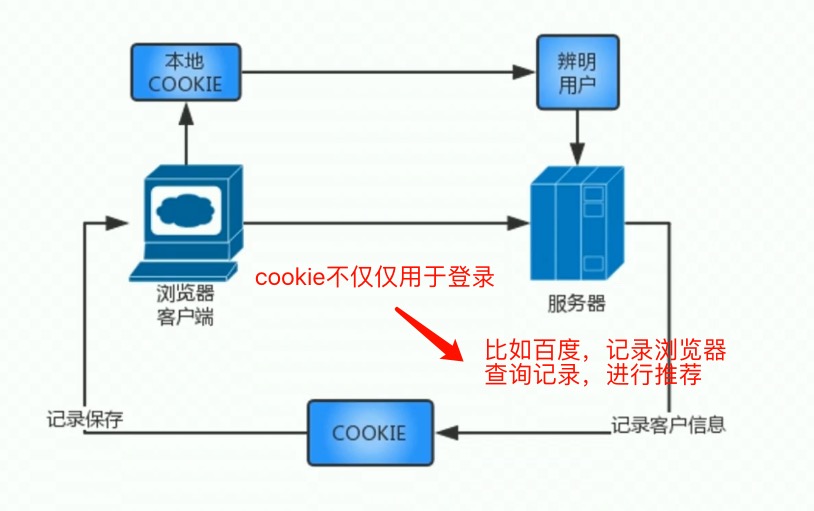 本地
COOKIE
辨明
用户
浏览器
客户端
cookie不仅仅用于登录
服务器
比如百度，记录浏览器
查询记录，进行推荐
记录保存
COOKIE
记录客户信息